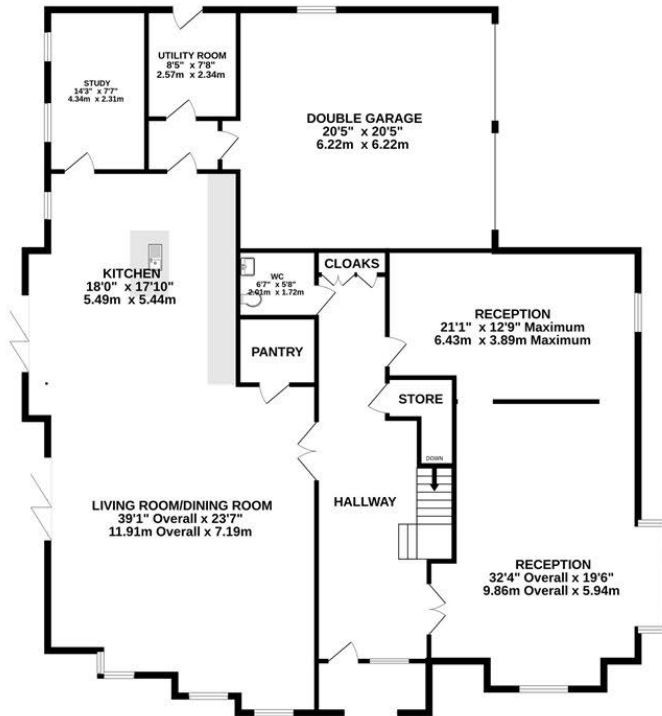 UTILITY ROOM
8'5" x 7'8"
2.57m x 2.34m
STUDY
14'3" x 7'7"
4.34m x 2.31m
DOUBLE GARAGE
20'5" x 20'5"
6.22m x 6.22m
KITCHEN
18'0" x 17'10"
5.49m x 5.44m
WC
6'7" x 5'8"
2.01m x 1.72m
CLOAKS
RECEPTION
21'1" x 12'9" Maximum
6.43m x 3.89m Maximum
PANTRY
STORE
DOWN
LIVING ROOM/DINING ROOM
39'1" Overall x 23'7"
11.91m Overall x 7.19m
HALLWAY
RECEPTION
32'4" Overall x 19'6"
9.86m Overall x 5.94m